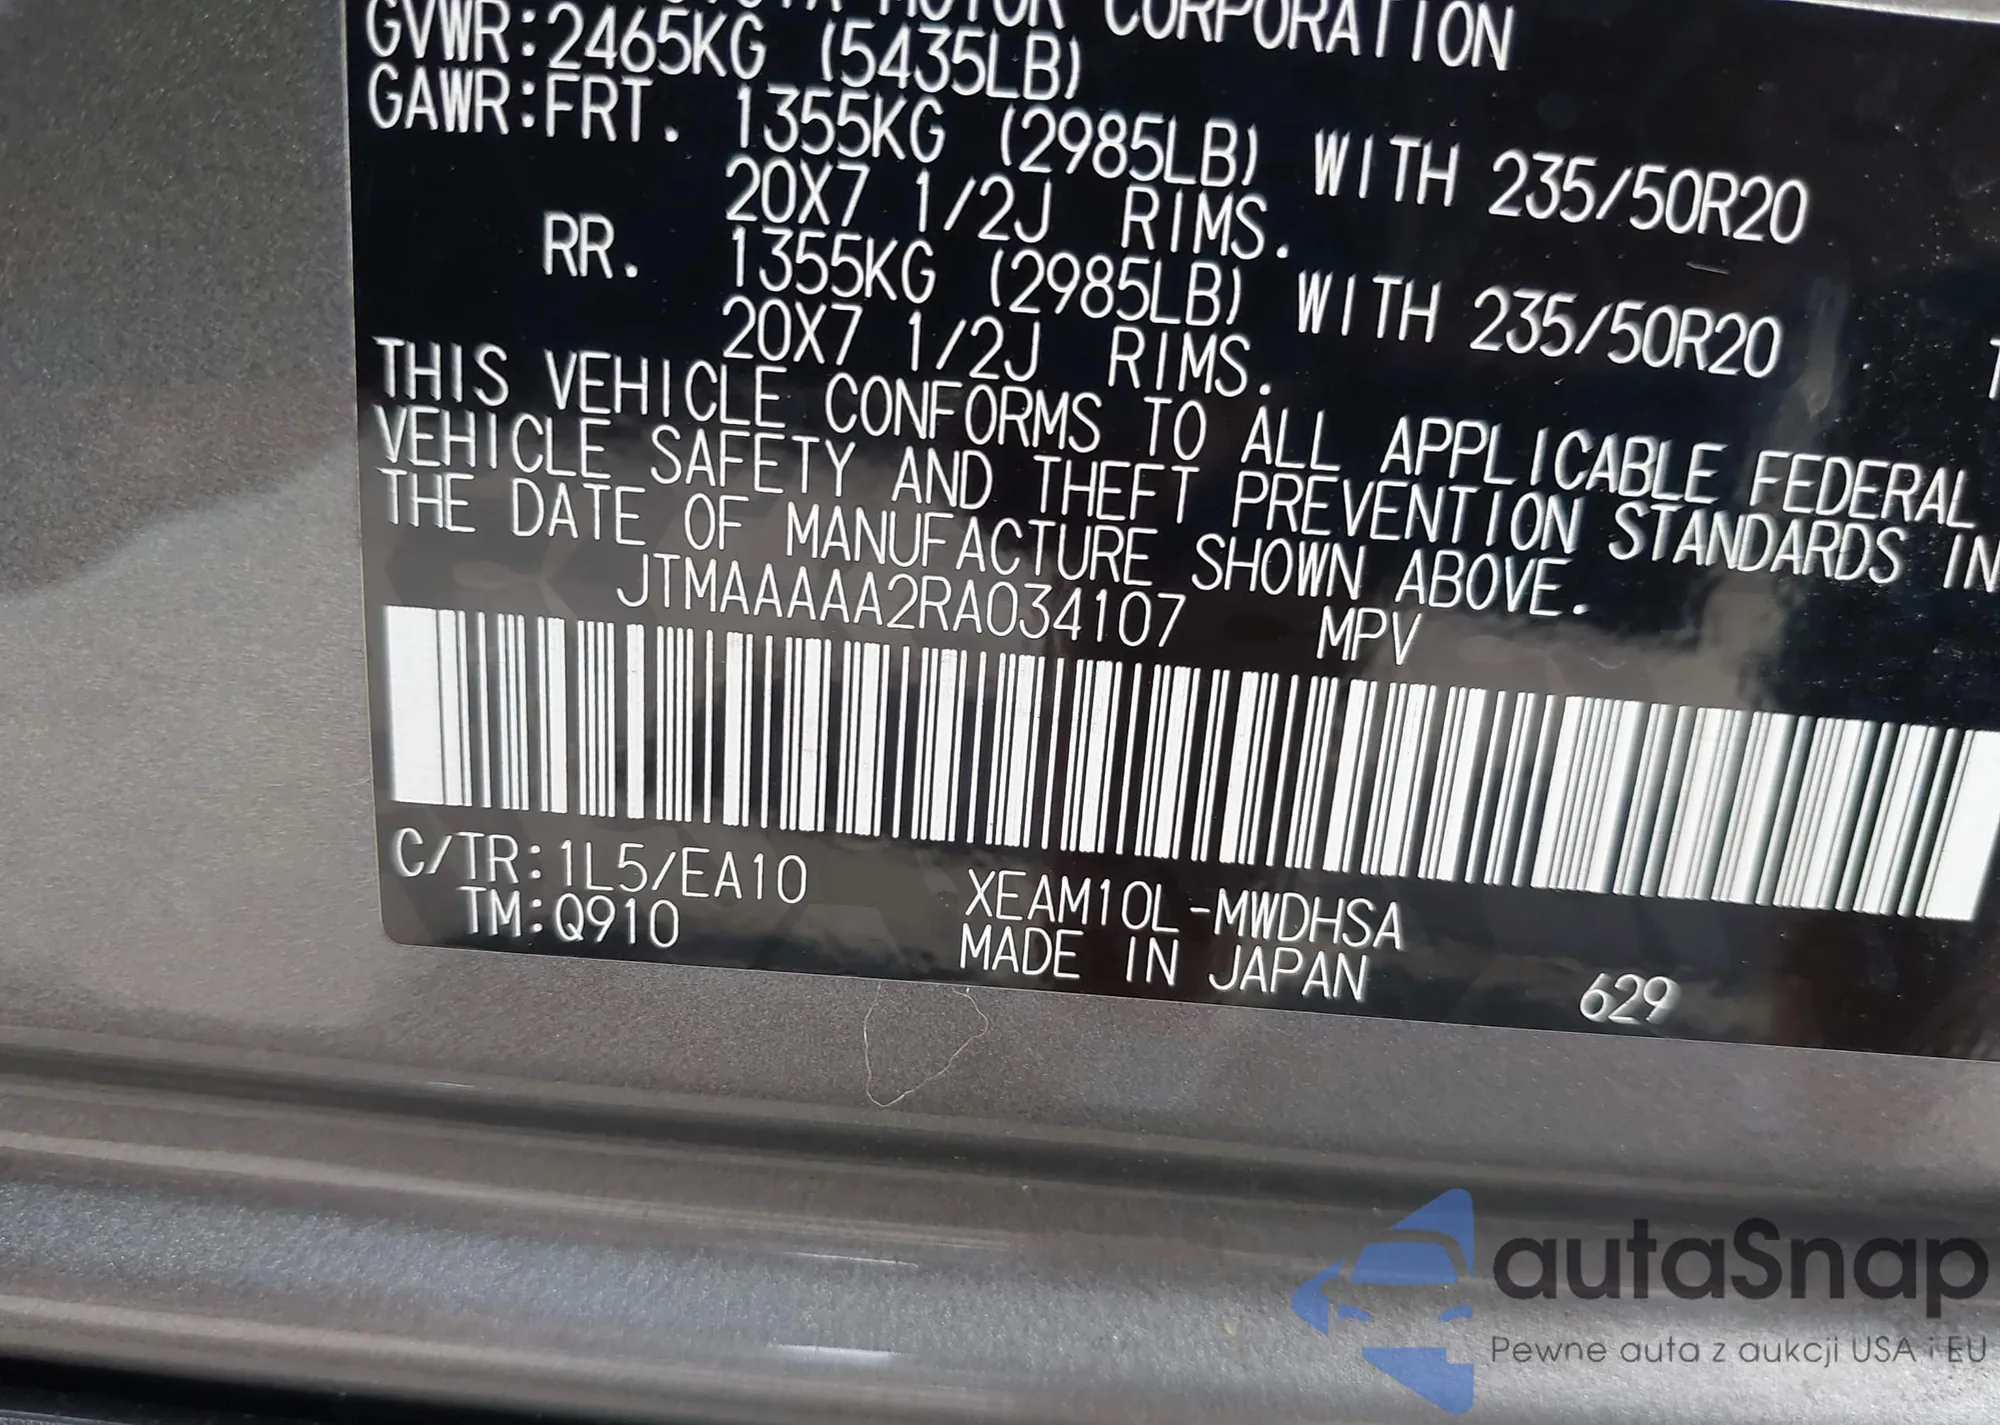 MOTOR CORPORATION
GVWR:2465KG (5435LB)
GAWR:FRT. 1355KG (2985LB) WITH 235/50R20
20X7 1/2J RIMS.
RR. 1355KG (2985LB) WITH 235/50R20
20X7 1/2J RIMS.
THIS VEHICLE CONFORMS TO ALL APPLICABLE FEDERAL
VEHICLE SAFETY AND THEFT PREVENTION STANDARDS IN
THE DATE OF MANUFACTURE SHOWN ABOVE.
JTMAAAAA2RA034107 MPV
C/TR:1L5/EA10
TM:Q910
XEAM10L-MWDHSA
MADE IN JAPAN
629
autaSnap
Pewne auta z aukcji USA i EU